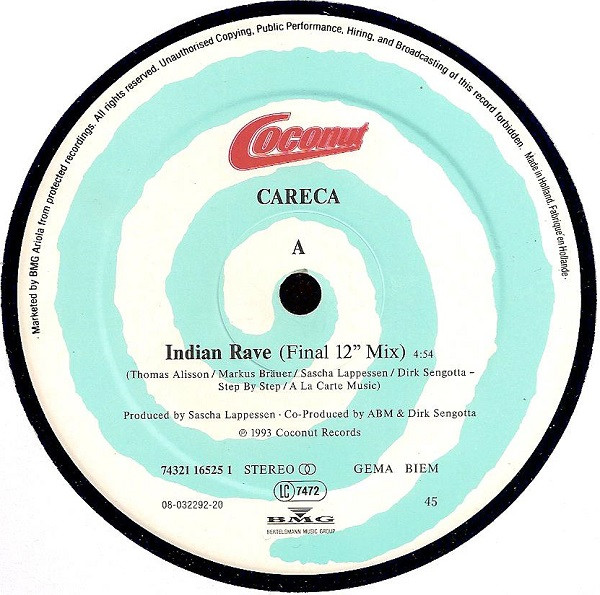 · Marketed by BMG Ariola from protected recordings. All rights reserved. Unauthorised Copying, Public Performance, Hiring, and Broadcasting of this record forbidden. Made in Holland, Fabriqué en Hollande ·
Coconut
CARECA
A
Indian Rave (Final 12” Mix) 4:54
(Thomas Alisson / Markus Bräuer / Sascha Lappessen / Dirk Sengotta –
Step By Step / A La Carte Music)
Produced by Sascha Lappessen · Co-Produced by ABM & Dirk Sengotta
℗ 1993 Coconut Records
74321 16525 1 STEREO GEMA BIEM
LC 7472
08-032292-20 45
BMG
BERTELSMANN MUSIC GROUP